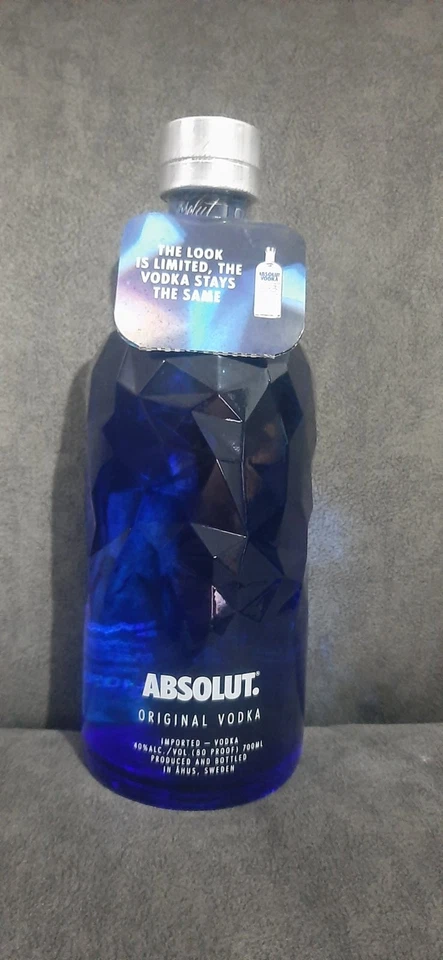 THE LOOK
IS LIMITED, THE
VODKA STAYS
THE SAME
ABSOLUT
VODKA
ABSOLUT.
ORIGINAL VODKA
IMPORTED — VODKA
40%ALC./VOL.(80 PROOF) 700ML
PRODUCED AND BOTTLED
IN ÅHUS, SWEDEN